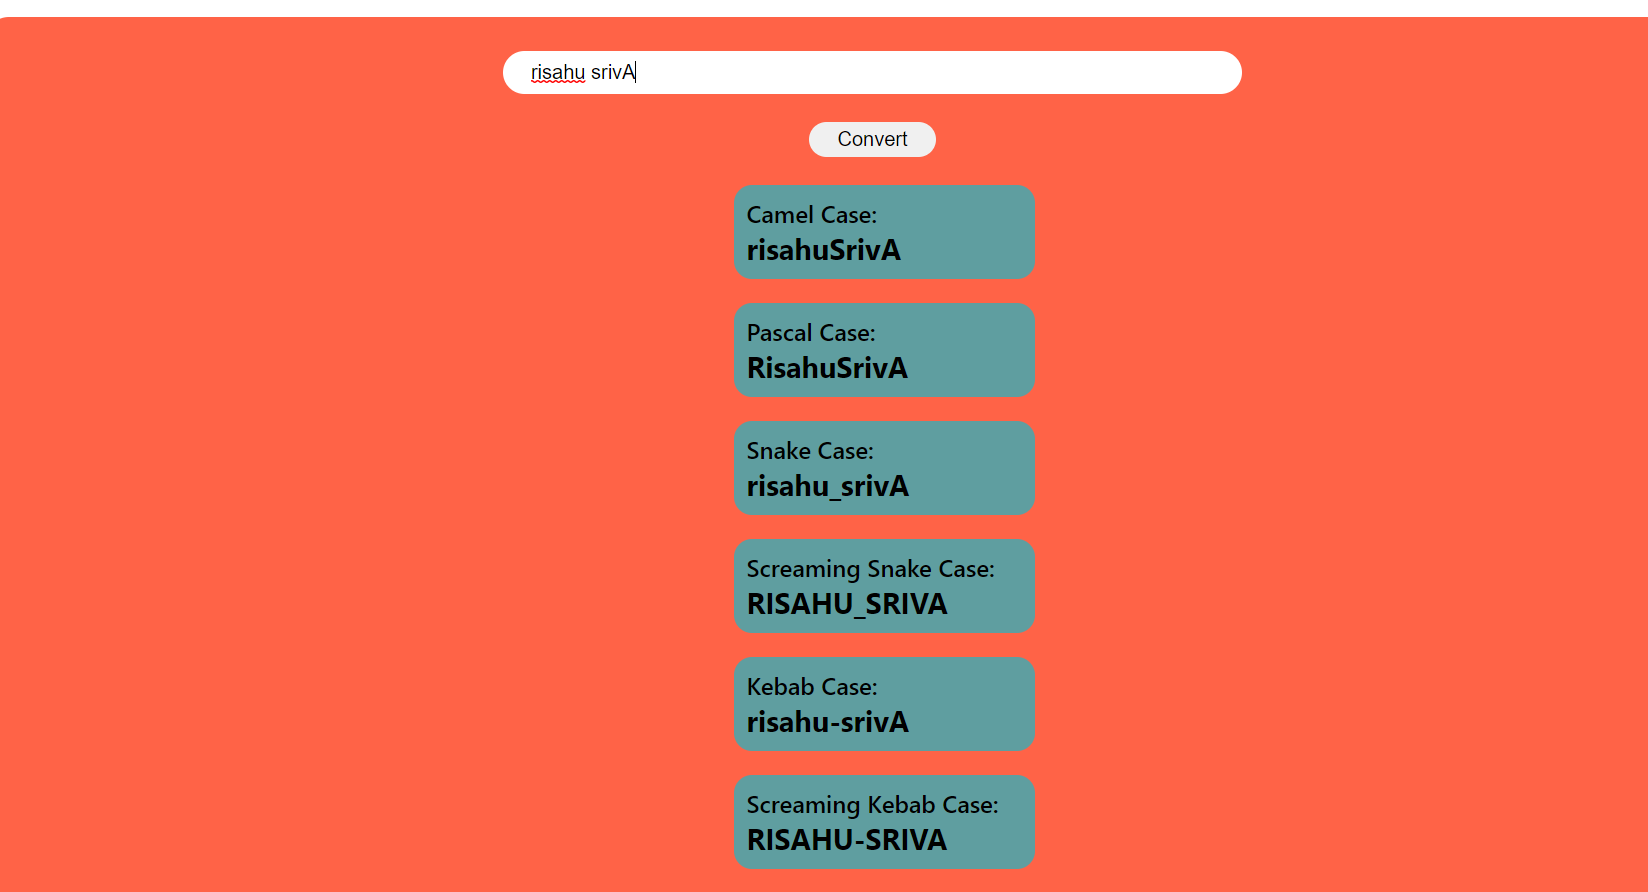 risahu srivA
Convert
Camel Case:
risahuSrivA
Pascal Case:
RisahuSrivA
Snake Case:
risahu_srivA
Screaming Snake Case:
RISAHU_SRIVA
Kebab Case:
risahu-srivA
Screaming Kebab Case:
RISAHU-SRIVA